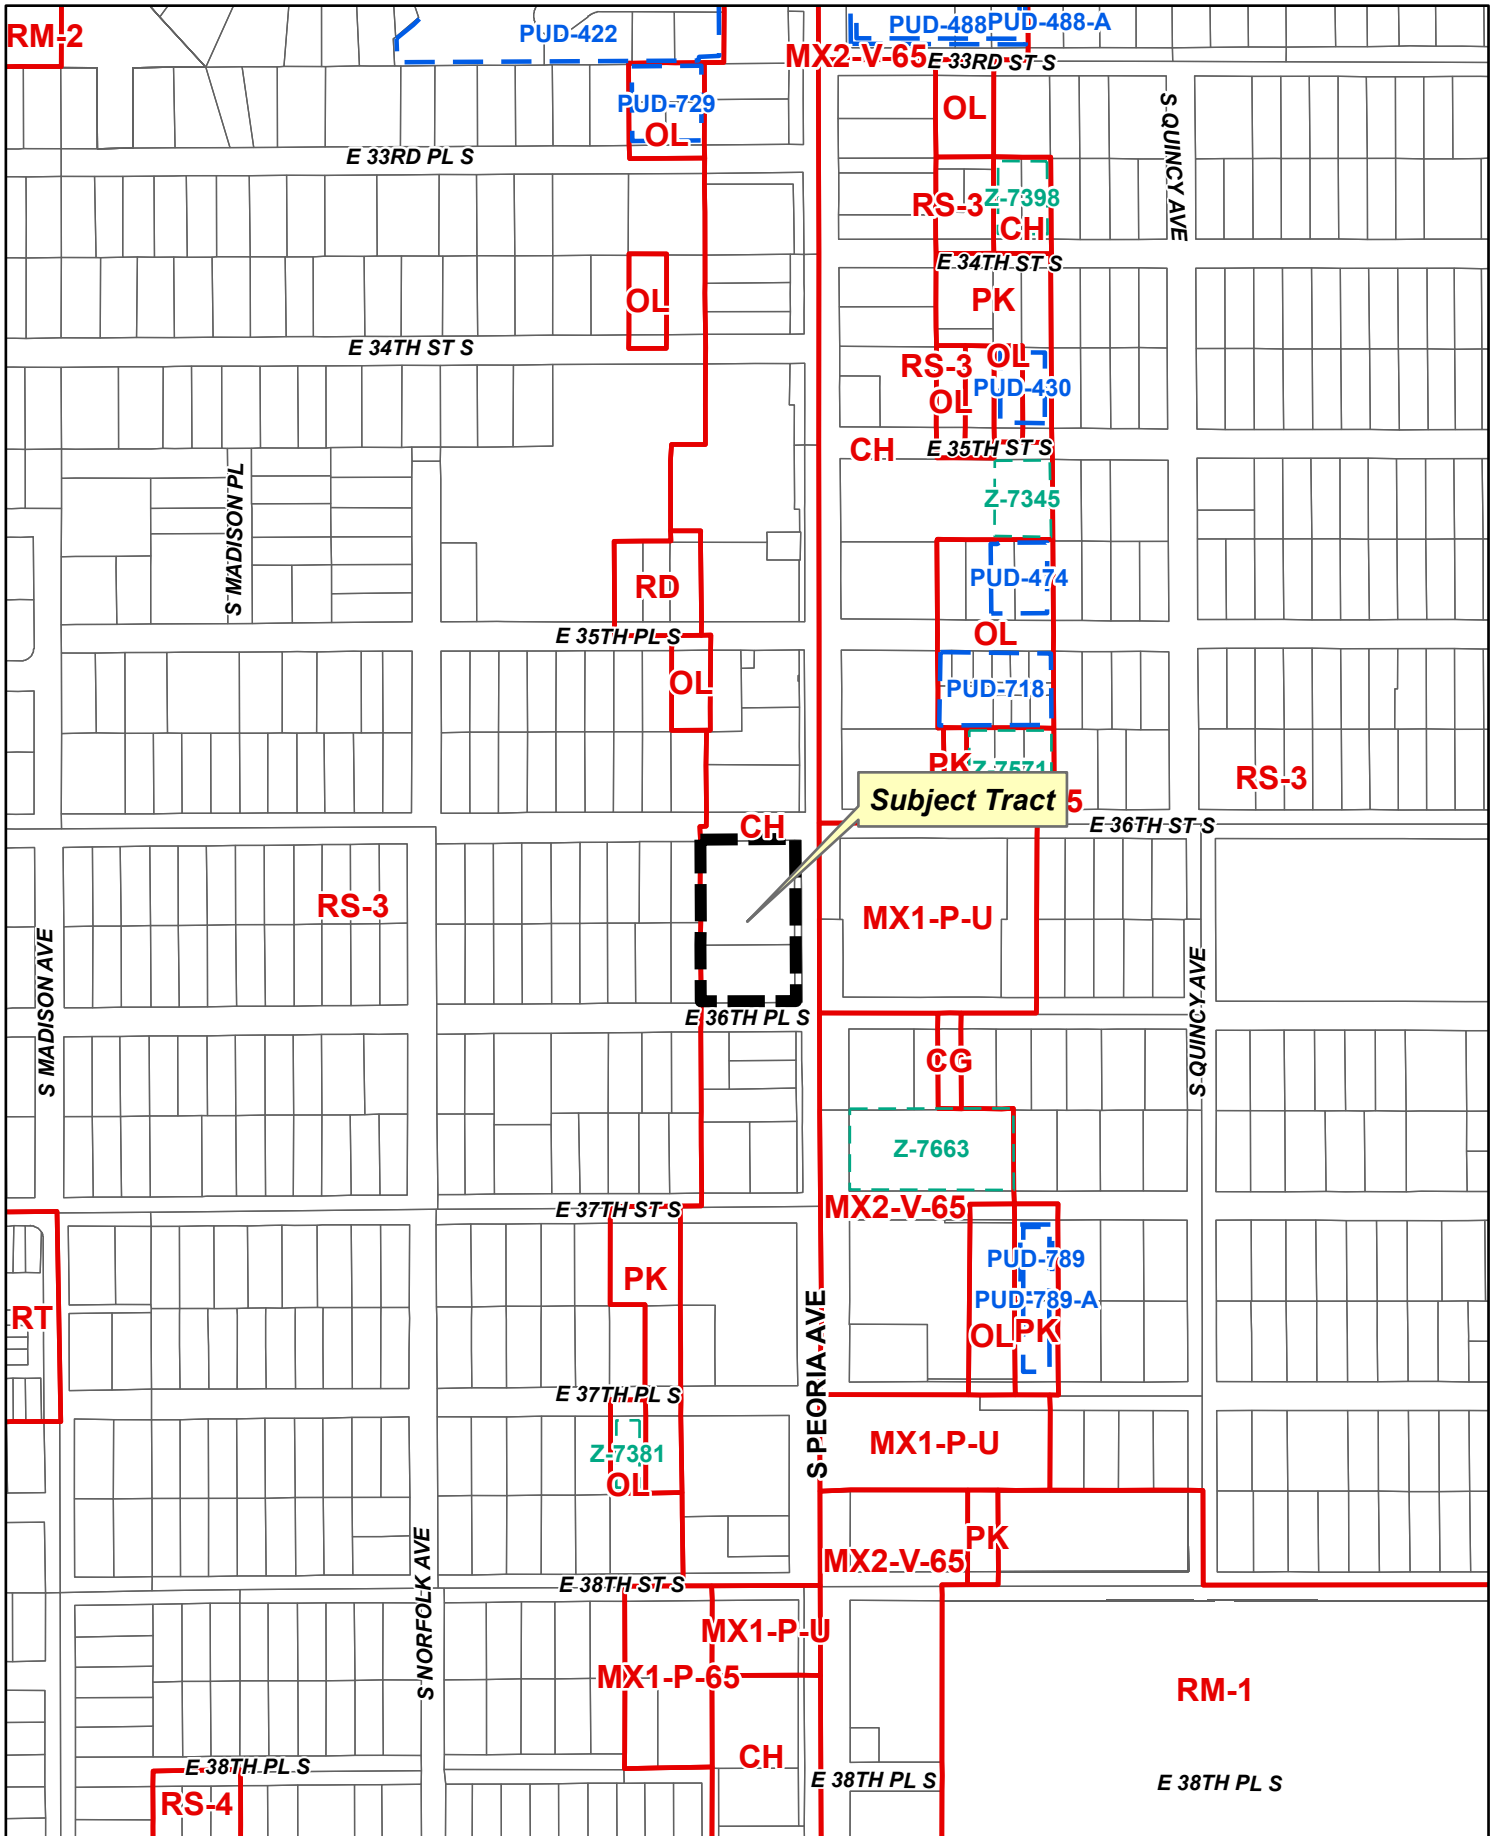 RM-2
PUD-422
PUD-488
PUD-488-A
MX2-V-65
E 33RD ST S
PUD-729
OL
OL
S QUINCY AVE
E 33RD PL S
RS-3
Z-7398
CH
E 34TH ST S
OL
PK
E 34TH ST S
OL
RS-3
PUD-430
OL
CH
E 35TH ST S
S MADISON PL
Z-7345
RD
PUD-474
E 35TH PL S
OL
OL
PUD-718
PK
Z-7571
RS-3
Subject Tract
5
CH
E 36TH ST S
RS-3
MX1-P-U
S MADISON AVE
S QUINCY AVE
E 36TH PL S
CG
Z-7663
E 37TH ST S
MX2-V-65
PUD-789
PK
PUD-789-A
RT
OL
PK
S PEORIA AVE
E 37TH PL S
MX1-P-U
Z-7381
OL
PK
MX2-V-65
S NORFOLK AVE
E 38TH ST S
MX1-P-U
MX1-P-65
RM-1
CH
E 38TH PL S
E 38TH PL S
E 38TH PL S
RS-4